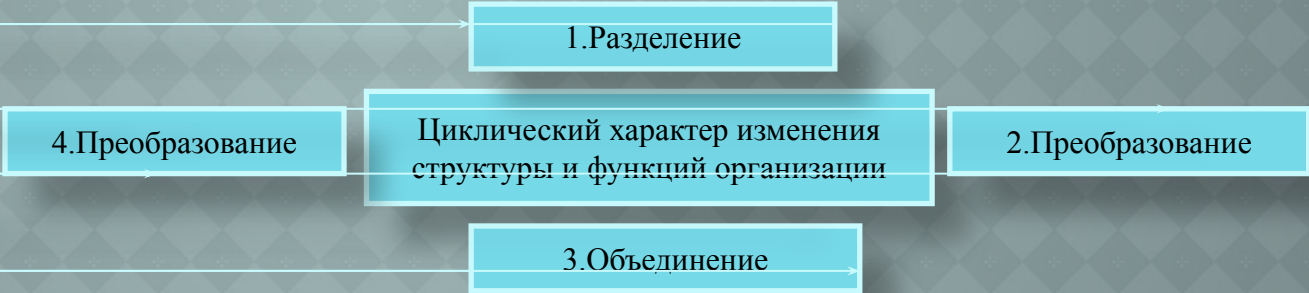 1.Разделение
4.Преобразование
Циклический характер изменения
структуры и функций организации
2.Преобразование
3.Объединение